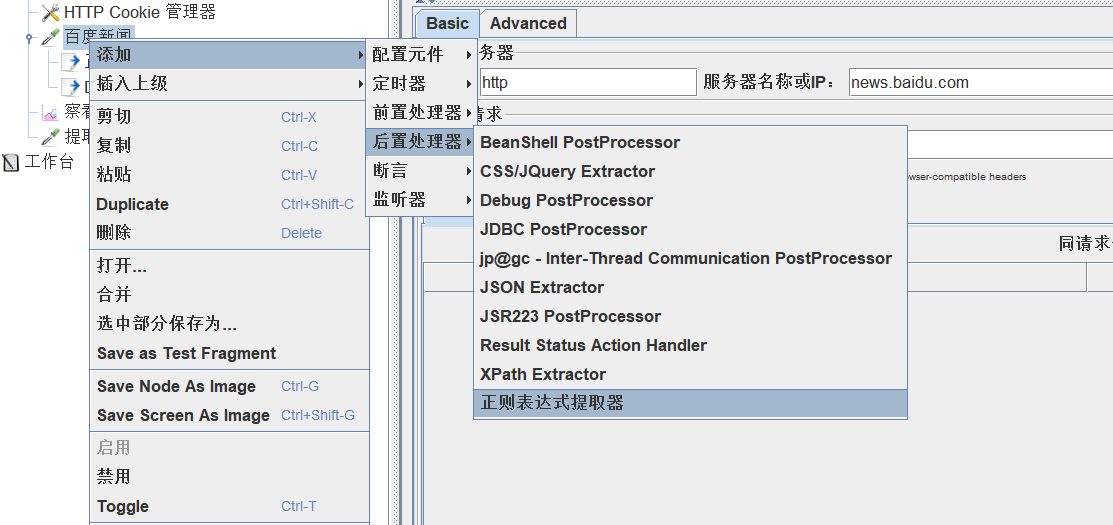 HTTP Cookie 管理器
百度新闻
察看
提取
工作台
添加
插入上级
剪切 Ctrl-X
复制 Ctrl-C
粘贴 Ctrl-V
Duplicate Ctrl+Shift-C
删除 Delete
打开...
合并
选中部分保存为...
Save as Test Fragment
Save Node As Image Ctrl-G
Save Screen As Image Ctrl+Shift-G
启用
禁用
Toggle Ctrl-T
配置元件
定时器
前置处理器
后置处理器
断言
监听器
BeanShell PostProcessor
CSS/JQuery Extractor
Debug PostProcessor
JDBC PostProcessor
jp@gc - Inter-Thread Communication PostProcessor
JSON Extractor
JSR223 PostProcessor
Result Status Action Handler
XPath Extractor
正则表达式提取器
Basic Advanced
务器
http 服务器名称或IP： news.baidu.com
请求
owser-compatible headers
同请求